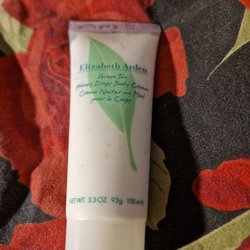 Elizabeth Arden
Green Tea
Honey Drops Body Cream
Crème Nectar au Miel
pour le Corps
NET WT. 3.3 OZ. 93g 100ml e